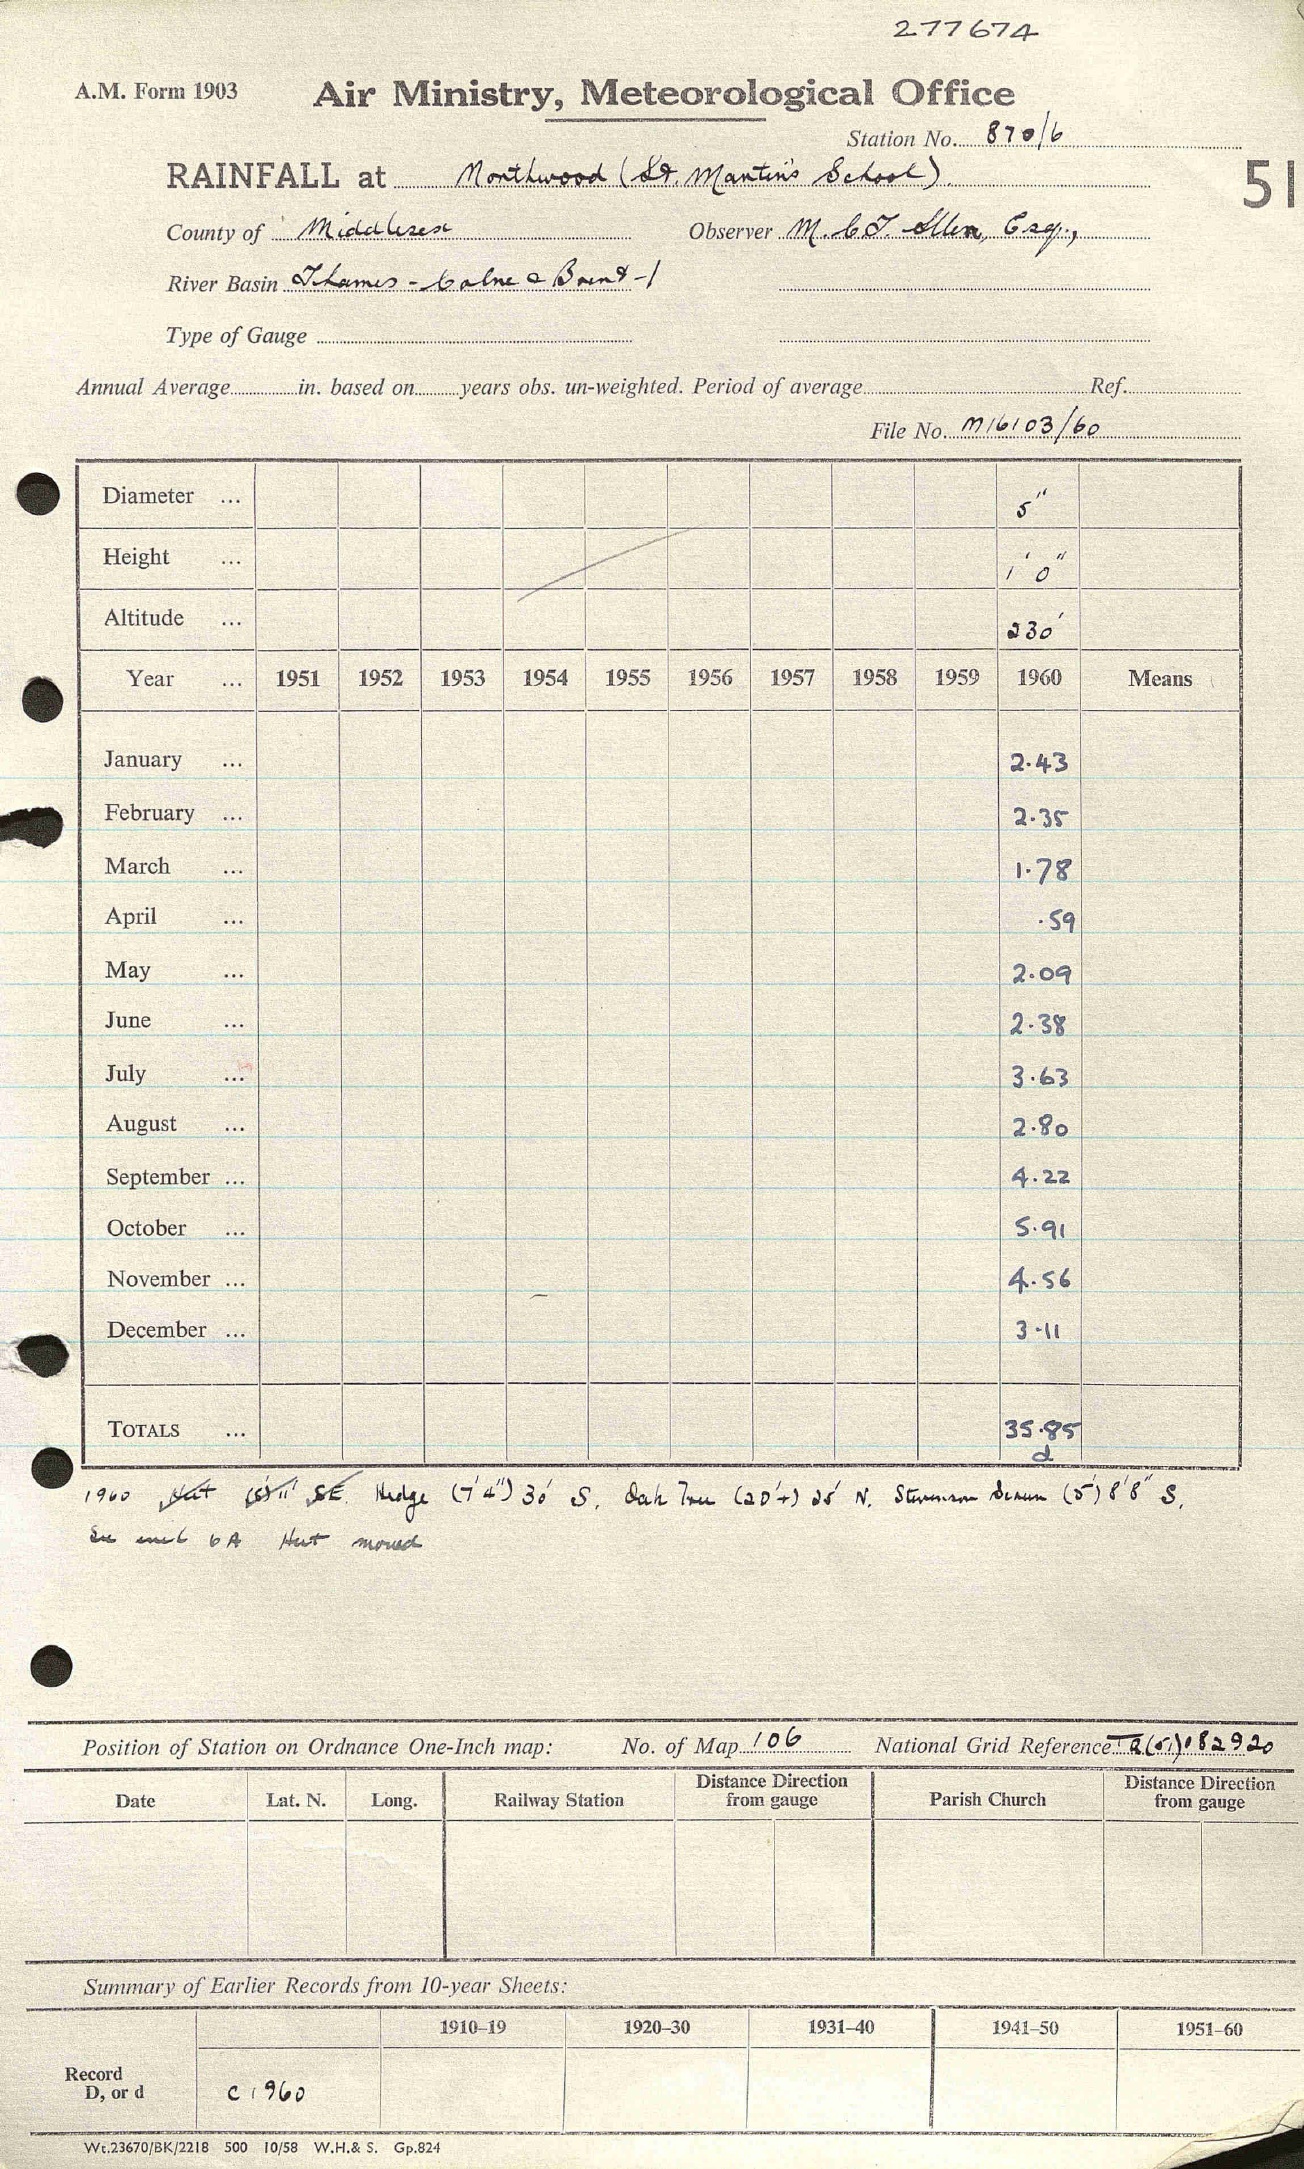 277674
A.M. Form 1903 Air Ministry, Meteorological Office
Station No. 870/6
RAINFALL at Northwood (St. Martin's School).
51
County of Middlesex Observer M. C. J. Allen, Esq.,
River Basin Thames - Colne & Brent - 1
Type of Gauge
Annual Average in. based on years obs. un-weighted. Period of average Ref.
File No. M16103/60
Diameter ... 5"
Height ... 1' 0"
Altitude ... 230'
Year ... 1951 1952 1953 1954 1955 1956 1957 1958 1959 1960 Means
January ... 2.43
February ... 2.35
March ... 1.78
April ... .59
May ... 2.09
June ... 2.38
July ... 3.63
August ... 2.80
September ... 4.22
October ... 5.91
November ... 4.56
December ... 3.11
TOTALS ... 35.85
d
1960 Hut (6') 11' SE. Hedge (7'4") 30' S. Oak Tree (20'+) 25' N. Stevenson Screen (5') 8'8" S.
See encl 6A Hut moved
Position of Station on Ordnance One-Inch map: No. of Map 106 National Grid Reference TQ(51)082920
Date Lat. N. Long. Railway Station Distance Direction from gauge Parish Church Distance Direction from gauge
Summary of Earlier Records from 10-year Sheets:
1910–19 1920–30 1931–40 1941–50 1951–60
Record
D, or d c 1960
Wt.23670/BK/2218 500 10/58 W.H.& S. Gp.824